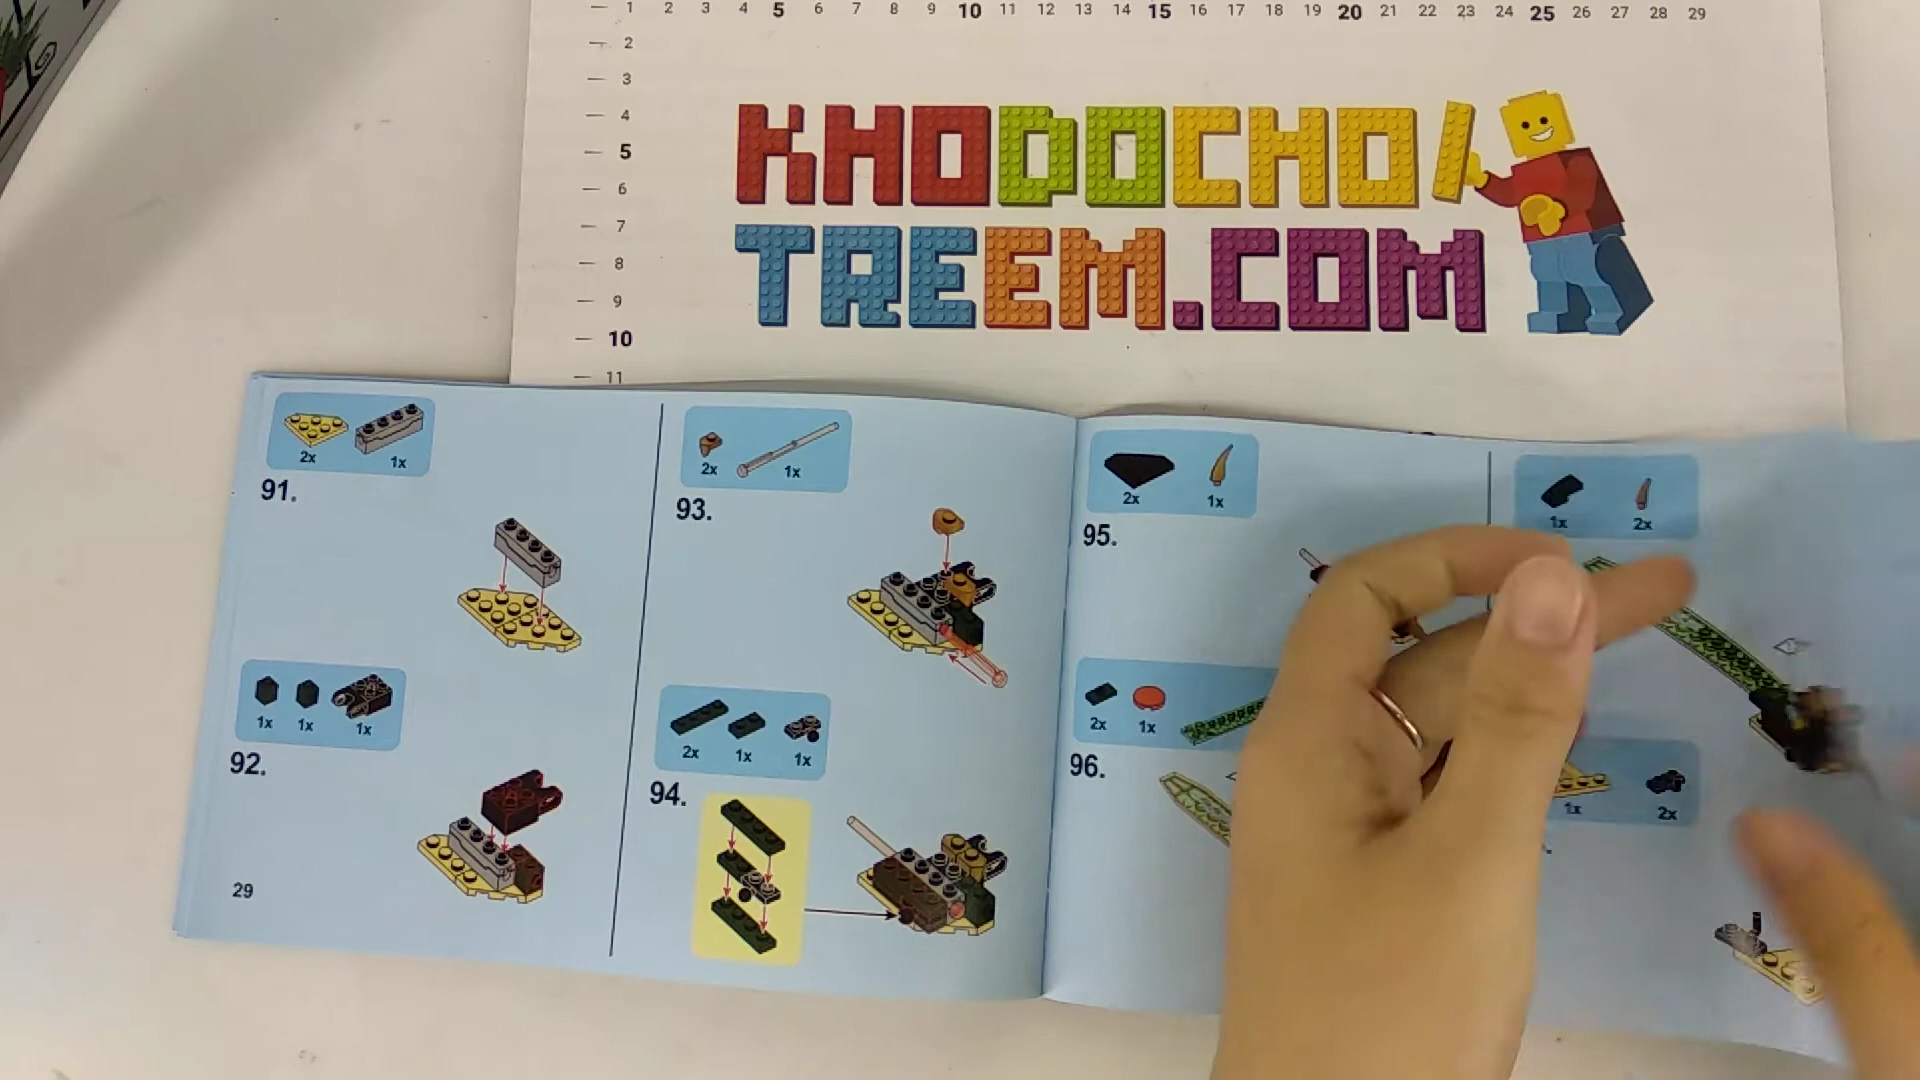 1 2 3 4 5 6 7 8 9 10 11 12 13 14 15 16 17 18 19 20 21 22 23 24 25 26 27 28 29
2
3
4
5
6
7
8
9
10
11
KHODOCHO
TREEM.COM
2x 1x
91.
1x 1x 1x
92.
29
2x 1x
93.
2x 1x 1x
94.
2x 1x
95.
2x 1x
96.
1x 2x
1x 2x